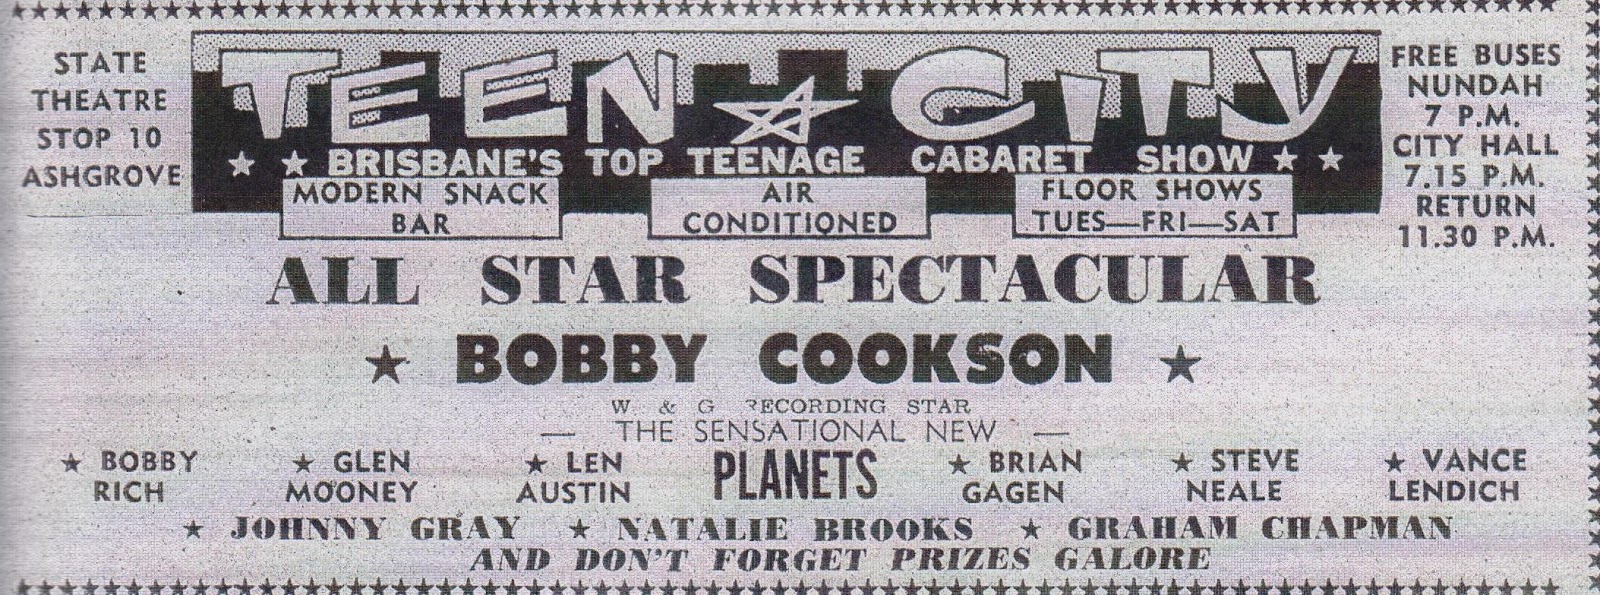 STATE
THEATRE
STOP 10
ASHGROVE
TEEN CITY
BRISBANE'S TOP TEENAGE CABARET SHOW
MODERN SNACK
BAR
AIR
CONDITIONED
FLOOR SHOWS
TUES—FRI—SAT
FREE BUSES
NUNDAH
7 P.M.
CITY HALL
7.15 P.M.
RETURN
11.30 P.M.
ALL STAR SPECTACULAR
BOBBY COOKSON
W. & G RECORDING STAR
— THE SENSATIONAL NEW —
PLANETS
BOBBY
RICH
GLEN
MOONEY
LEN
AUSTIN
BRIAN
GAGEN
STEVE
NEALE
VANCE
LENDICH
JOHNNY GRAY NATALIE BROOKS GRAHAM CHAPMAN
AND DON'T FORGET PRIZES GALORE